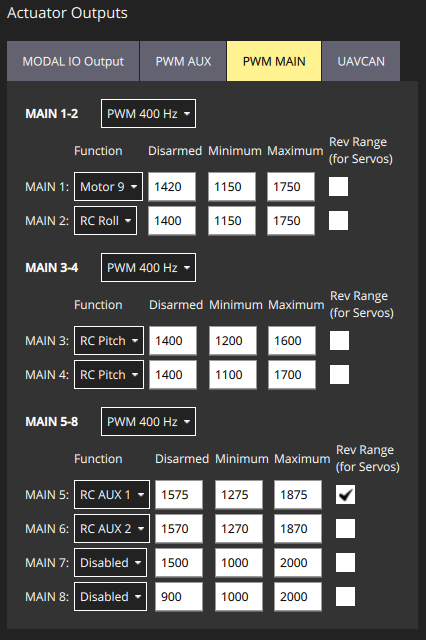 Actuator Outputs
MODAL IO Output PWM AUX PWM MAIN UAVCAN
MAIN 1-2 PWM 400 Hz
Function Disarmed Minimum Maximum Rev Range
(for Servos)
MAIN 1: Motor 9 1420 1150 1750
MAIN 2: RC Roll 1400 1150 1750
MAIN 3-4 PWM 400 Hz
Function Disarmed Minimum Maximum Rev Range
(for Servos)
MAIN 3: RC Pitch 1400 1200 1600
MAIN 4: RC Pitch 1400 1100 1700
MAIN 5-8 PWM 400 Hz
Function Disarmed Minimum Maximum Rev Range
(for Servos)
MAIN 5: RC AUX 1 1575 1275 1875
MAIN 6: RC AUX 2 1570 1270 1870
MAIN 7: Disabled 1500 1000 2000
MAIN 8: Disabled 900 1000 2000